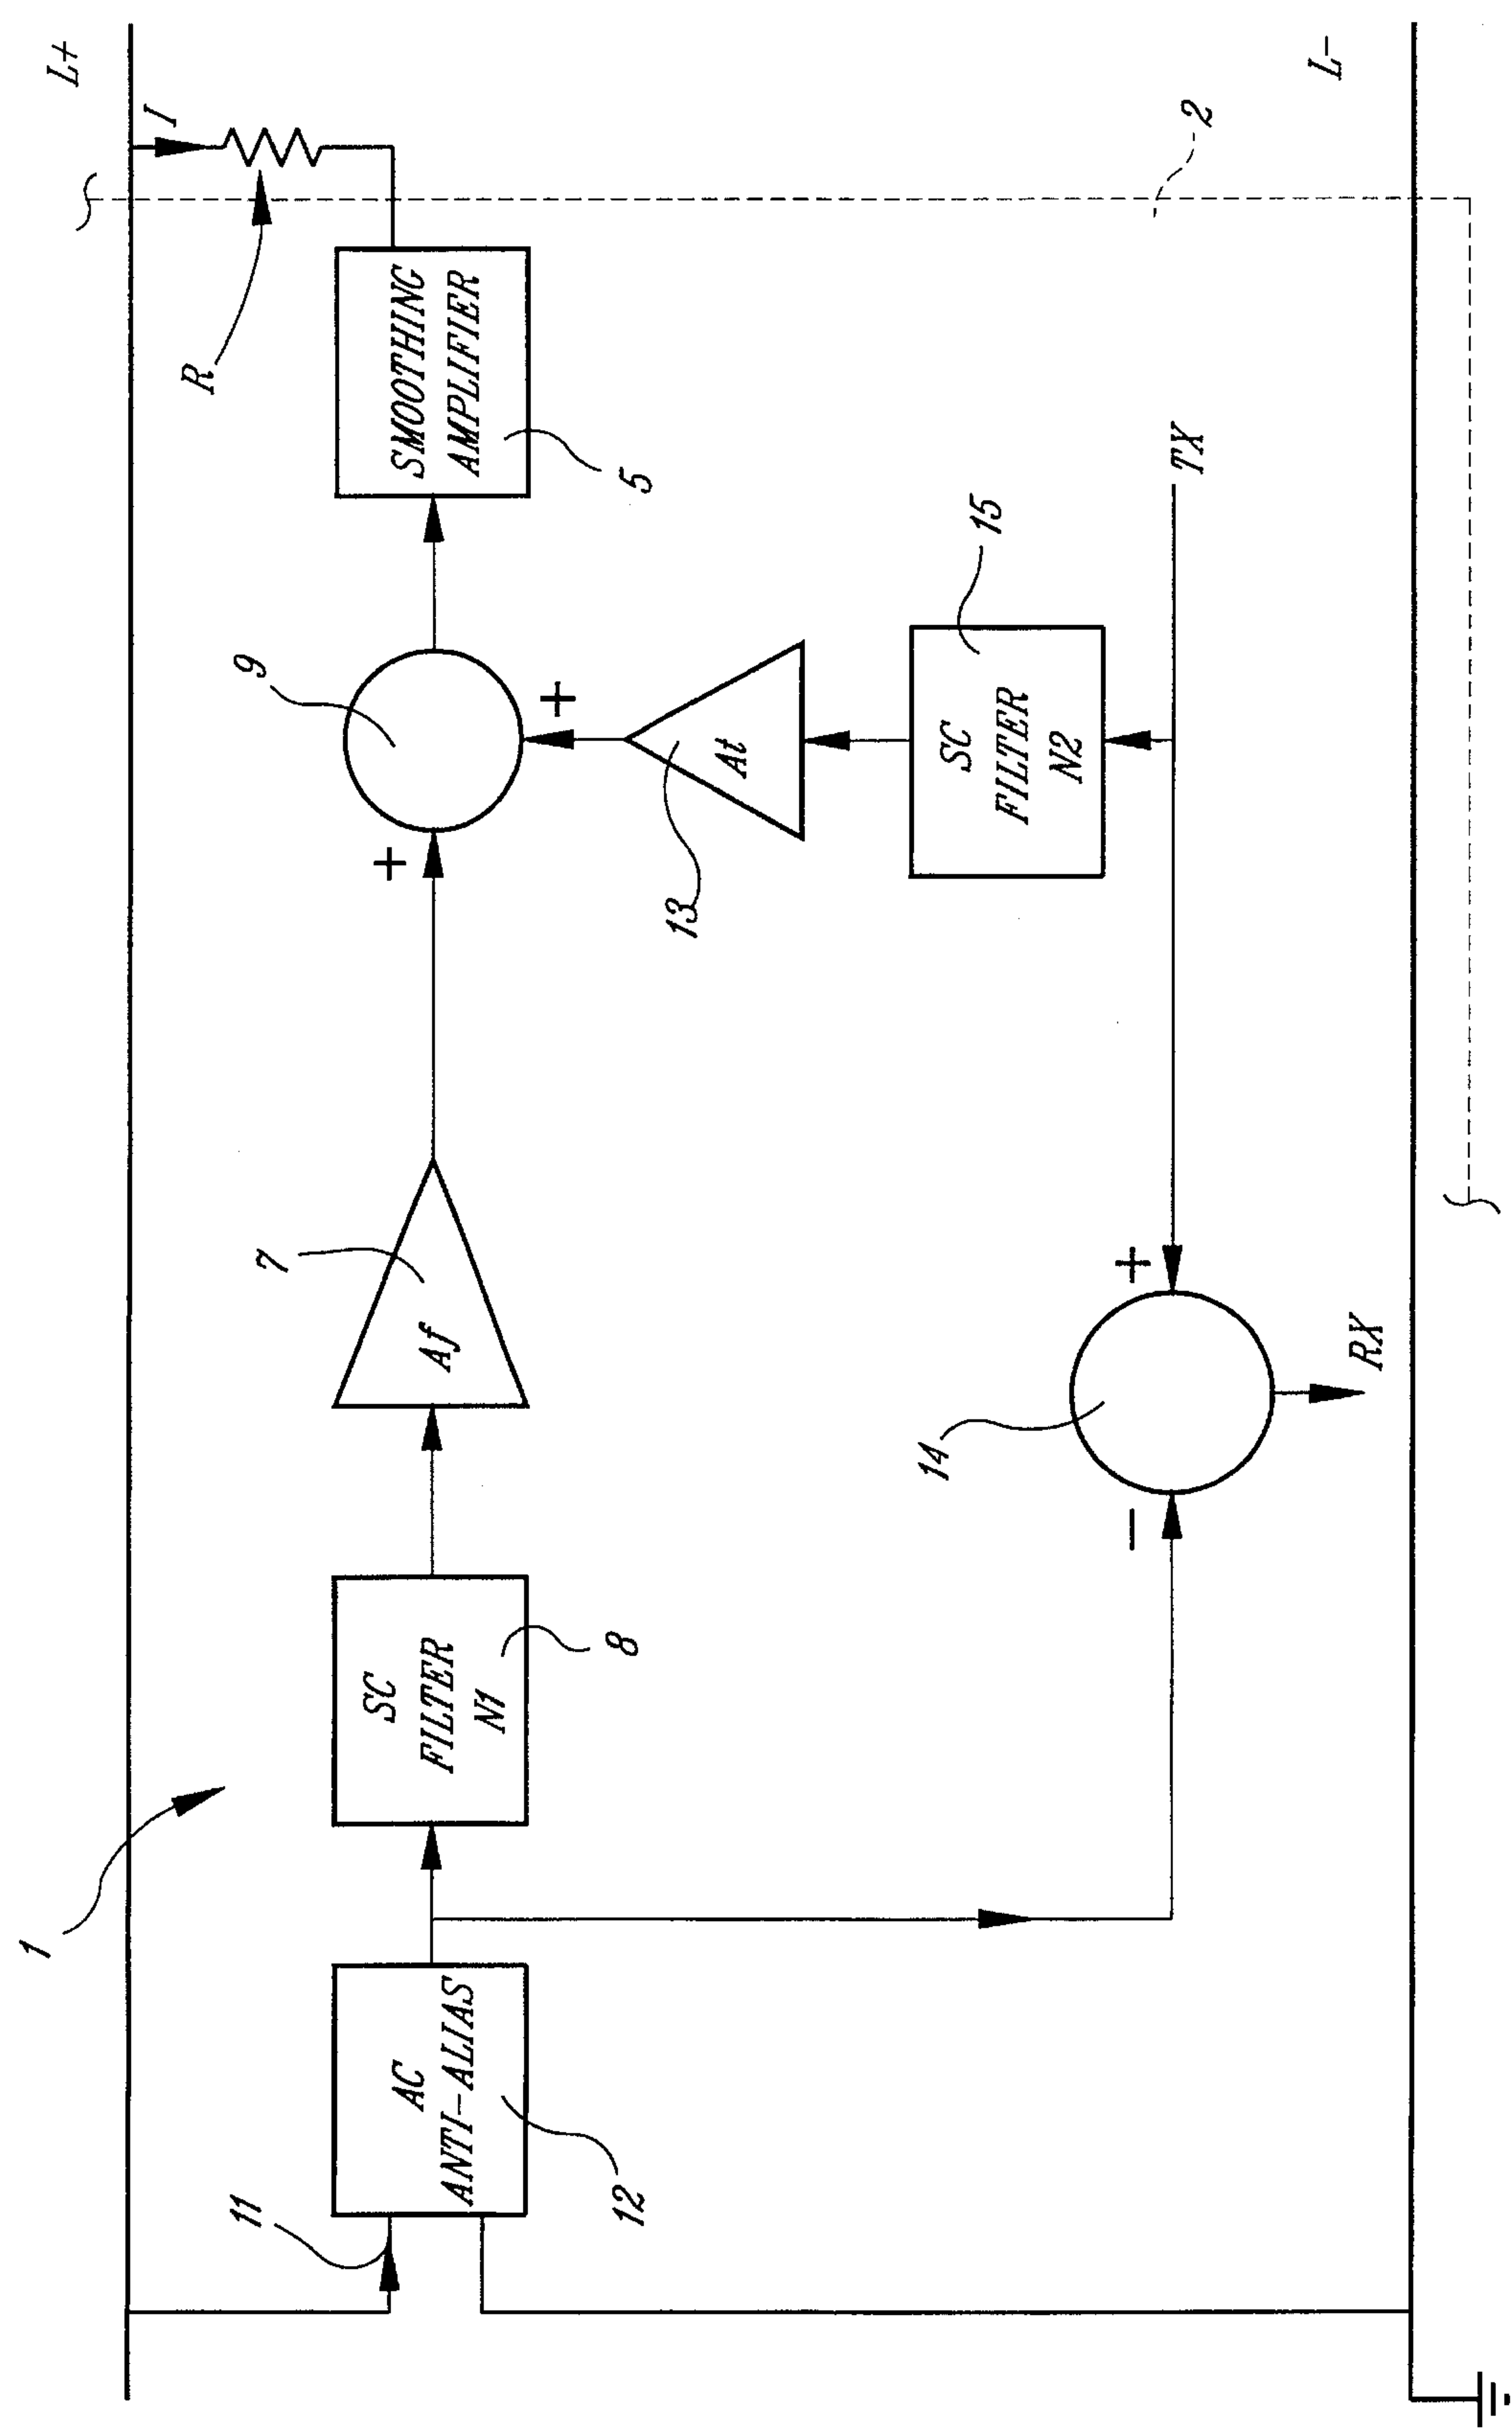 L+
I
R
SMOOTHING
AMPLIFIER
5
2
9
+
+
At
13
SC
FILTER
N2
15
TX
7
Af
14
+
−
RX
1
SC
FILTER
N1
8
11
AC
ANTI-ALIAS
12
L−